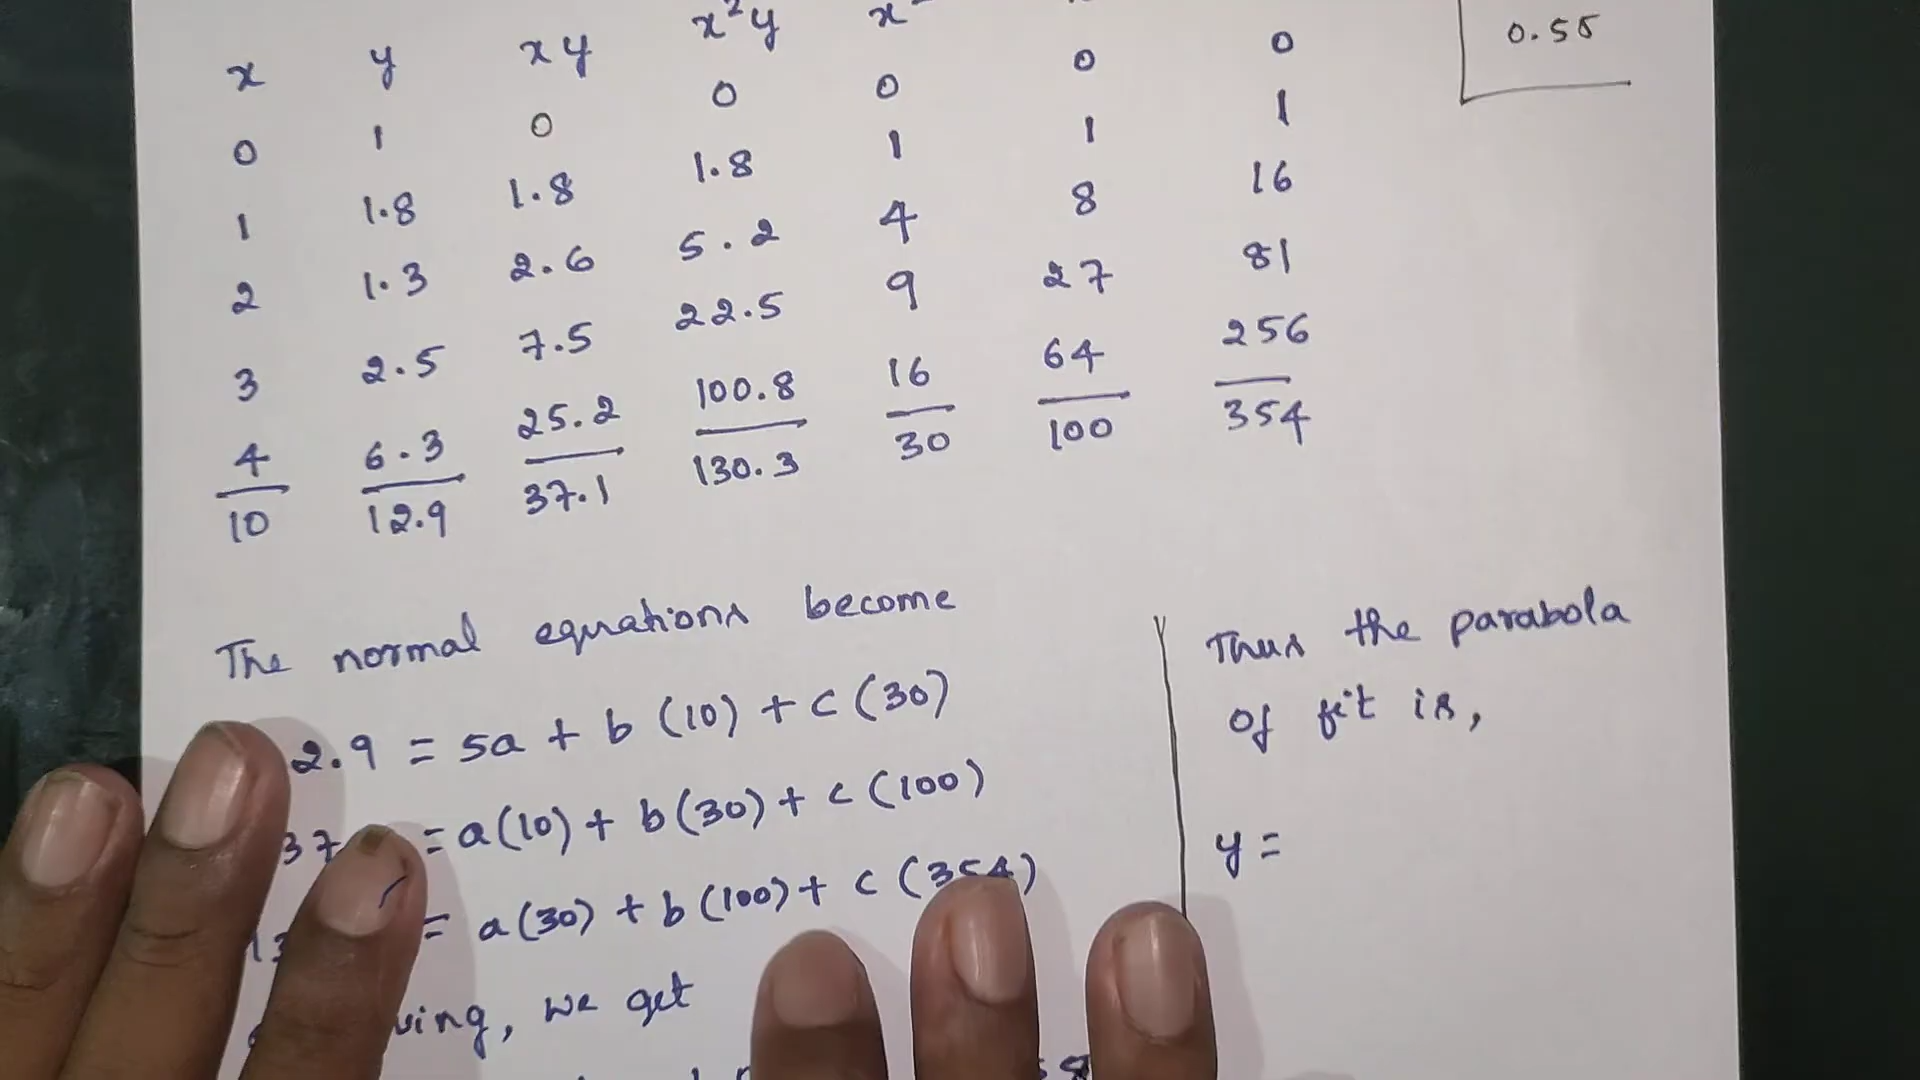 x y xy x²y x
0 1 0 0 0 0 0
1 1.8 1.8 1.8 1 1 1
2 1.3 2.6 5.2 4 8 16
3 2.5 7.5 22.5 9 27 81
4 6.3 25.2 100.8 16 64 256
10 12.9 37.1 130.3 30 100 354
0.55
The normal equations become
2.9 = 5a + b (10) + c (30)
37 = a(10) + b(30) + c (100)
= a(30) + b(100) + c (354)
ving, we get
Thus the parabola
of fit is,
y =